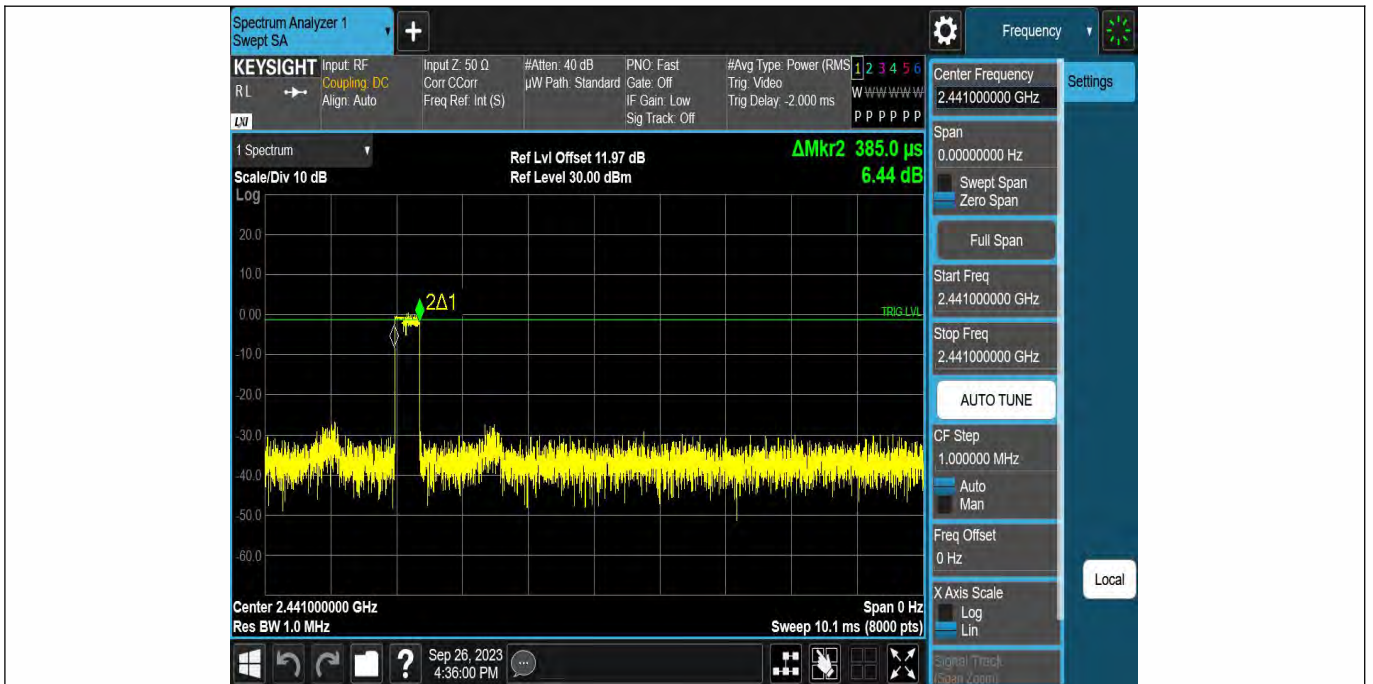 Spectrum Analyzer 1
Swept SA
+
Frequency
KEYSIGHT
RL
LXI
Input: RF
Coupling: DC
Align: Auto
Input Z: 50 Ω
Corr CCorr
Freq Ref: Int (S)
#Atten: 40 dB
µW Path: Standard
PNO: Fast
Gate: Off
IF Gain: Low
Sig Track: Off
#Avg Type: Power (RMS
Trig: Video
Trig Delay: -2.000 ms
1 2 3 4 5 6
W W W W W W
P P P P P P
Center Frequency
2.441000000 GHz
Settings
1 Spectrum
Scale/Div 10 dB
Ref Lvl Offset 11.97 dB
Ref Level 30.00 dBm
ΔMkr2 385.0 µs
6.44 dB
Log
20.0
10.0
0.00
-10.0
-20.0
-30.0
-40.0
-50.0
-60.0
2Δ1
TRIG LVL
Center 2.441000000 GHz
Res BW 1.0 MHz
Span 0 Hz
Sweep 10.1 ms (8000 pts)
Span
0.00000000 Hz
Swept Span
Zero Span
Full Span
Start Freq
2.441000000 GHz
Stop Freq
2.441000000 GHz
AUTO TUNE
CF Step
1.000000 MHz
Auto
Man
Freq Offset
0 Hz
X Axis Scale
Log
Lin
Signal Track
(Span Zoom)
Local
?
Sep 26, 2023
4:36:00 PM